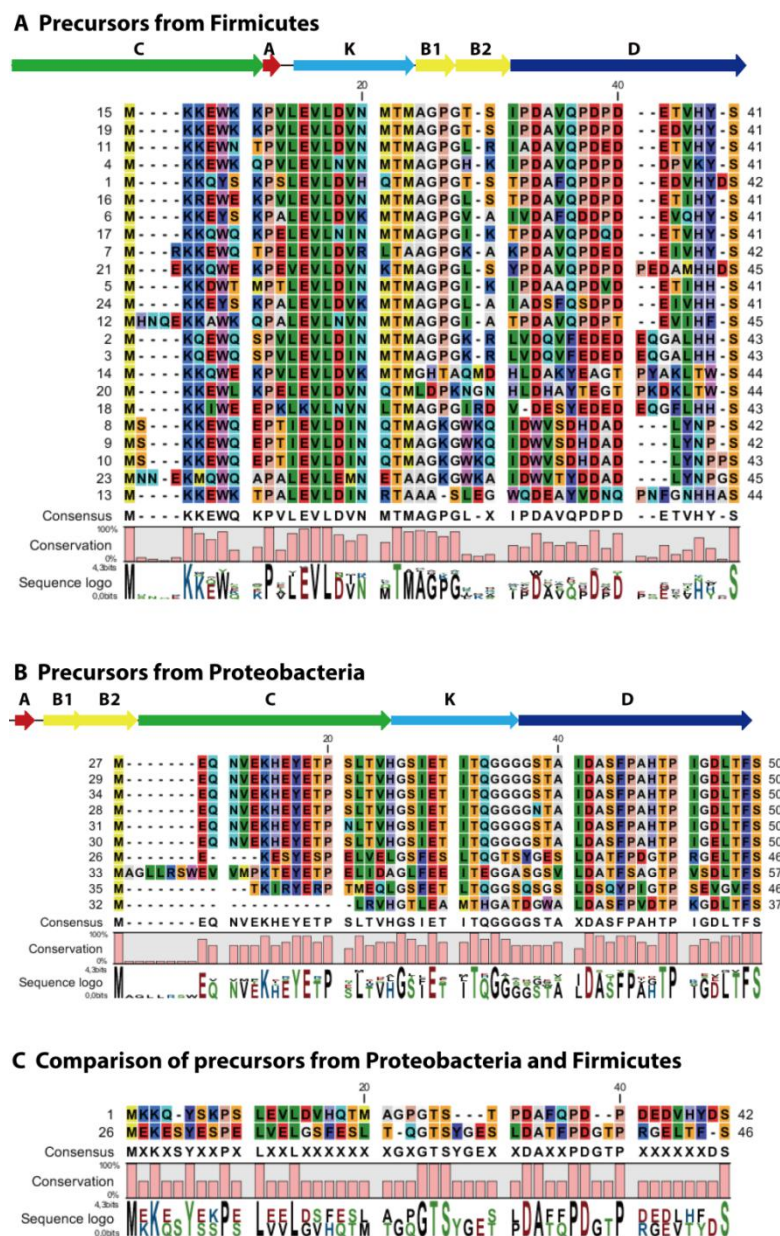 A Precursors from Firmicutes
C A K B1 B2 D
20 40
15 M-----KKEWK KPVLEVLDVN MTMAGPGT-S IPDAVQPDPD --ETVHY-S 41
19 M-----KKEWK KPVLEVLDVN MTMAGPGT-S IPDAVQPDPD --EDVHY-S 41
11 M-----KKEWN TPVLEVLDVN MTMAGPGL-R IADAVQPDED --ETVHY-S 41
4 M-----KKEWK QPVLEVLNVN MTMAGPGH-K IPDAVQPDPD --DPVKY-S 41
1 M-----KKQYS KPSLEVLDVH QTMAGPGT-S TPDAFQPDPD --EDVHYDS 42
16 M-----KREWE KPVLEVLDVN MTMAGPGL-S TPDAVQPDPD --ETVHY-S 41
6 M-----KKEYS KPALEVLDVK MTMAGPGV-A IVDAFQDDPD --EVQHY-S 41
17 M-----KKQWQ KPELEVLNIN MTMAGPGI-K TPDAVQPDQD --ETVHY-S 41
7 M----RKKEWQ TPELEVLDVR LTAAGPGK-A KPDAVQPDED --EIVHY-S 42
21 M----EKKQWE KPEVEVLDVN KTMAGPGL-S YPDAVQPDPD PEDAMHHDS 45
5 M-----KKDWT MPTLEVLDVN MTMAGPGI-K IDAAQPDVD --ETIHH-S 41
24 M-----KKEYS KPALEVLDVK MTMAGPGL-A IADSFQSDPD --EIVHH-S 41
12 MHNQEKKAWK QPALEVLNVN MTMAGPGI-A TPDAVQPDPD --EVIHF-S 45
2 M-----KQEWQ SPVLEVLDIN MTMAGPGK-R LVDQVFEDED EQGALHH-S 43
3 M-----KQEWQ SPVLEVLDIN MTMAGPGK-R LVDQVFEDED EQGALHH-S 43
14 M-----KKQWE KPALEVLDVK MTMGHTAQMD HLDAKYEAGT PKDKLTW-S 44
20 M-----KKEWL KPELEVLNVN QTMLDPKNGN HLDHAYTEGT PKDKLTW-S 44
18 M-----KKIWE EPKLKVLNVN LTMAGPGIRD V-DESYEDED EQGFLHH-S 43
8 MS----KKEWQ EPTIEVLDIN NTMAGKGWKQ IDWVSDHDAD ---LYNP-S 42
9 MS----KKEWQ EPTIEVLDIN NTMAGKGWKQ IDWVSDHDAD ---LYNP-S 42
10 MS----KKEWQ EPTIEVLDIN NTMAGKGWKQ IDWVSDHDAD ---LYNPPS 43
23 MNN-EKMQWQ APALEVLEMN ETMAGKGWKA IDWVTYDDAD ---LYNPGS 45
13 M-----KKEWK TPALEVLDIN RTAAA-SLEG WQDEAYVDNQ PNFGNHHAS 44
Consensus M-----KKEWQ KPVLEVLDVN MTMAGPGL-X IPDAVQPDPD --ETVHY-S
100%
Conservation
0%
4,3bits
Sequence logo
0,0bits
B Precursors from Proteobacteria
A B1 B2 C K D
20 40
27 M-------EQ NVEKHEYETP SLTVHGSIET ITQGGGGSTA IDASFPAHTP IGDLTFS 50
29 M-------EQ NVEKHEYETP SLTVHGSIET ITQGGGGSTA IDASFPAHTP IGDLTFS 50
34 M-------EQ NVEKHEYETP SLTVHGSIET ITQGGGGSTA IDASFPAHTP IGDLTFS 50
28 M-------EQ NVEKHEYETP SLTVHGSIET ITQGGGGNTA IDASFPAHTP IGDLTFS 50
31 M-------EQ NVEKHEYETP NLTVHGSIET ITQGGGGSTA LDASFPAHTP IGDLTFS 50
30 M-------EQ NVEKHEYETP SLTVHGSIET ITQGGGGSTA LDASFPAHTP IGELTFS 50
26 M-------E- --KESYESP ELVELGSFES LTQGTSYGES LDATFPDGTP RGELTFS 46
33 MAGLLRSWEV VMPKTEYETP ELIDAGLFEE ITEGGASGSV LDATFSAGTP VSDLTFS 57
35 M--------- --TKIRYERP TMEQLGSFET LTQGGSQSGS LDSQYPIGTP SEVGVFS 46
32 M--------- ---------- -LRVHGTLEA MTHGATDGWA LDASFPVDTP KGDLTFS 37
Consensus M-------EQ NVEKHEYETP SLTVHGSIET ITQGGGGSTA XDASFPAHTP IGDLTFS
100%
Conservation
0%
4,3bits
Sequence logo
0,0bits
C Comparison of precursors from Proteobacteria and Firmicutes
20 40
1 MKKQ-YSKPS LEVLDVHQTM AGPGTS---T PDAFQPD--P DEDVHYDS 42
26 MEKESYESPE LVELGSFESL T-QGTSYGES LDATFPDGTP RGELTF-S 46
Consensus MXKXSYXXPX LXXLXXXXXX XGXGTSYGEX XDAXXPDGTP XXXXXXDS
100%
Conservation
0%
4,3bits
Sequence logo
0,0bits